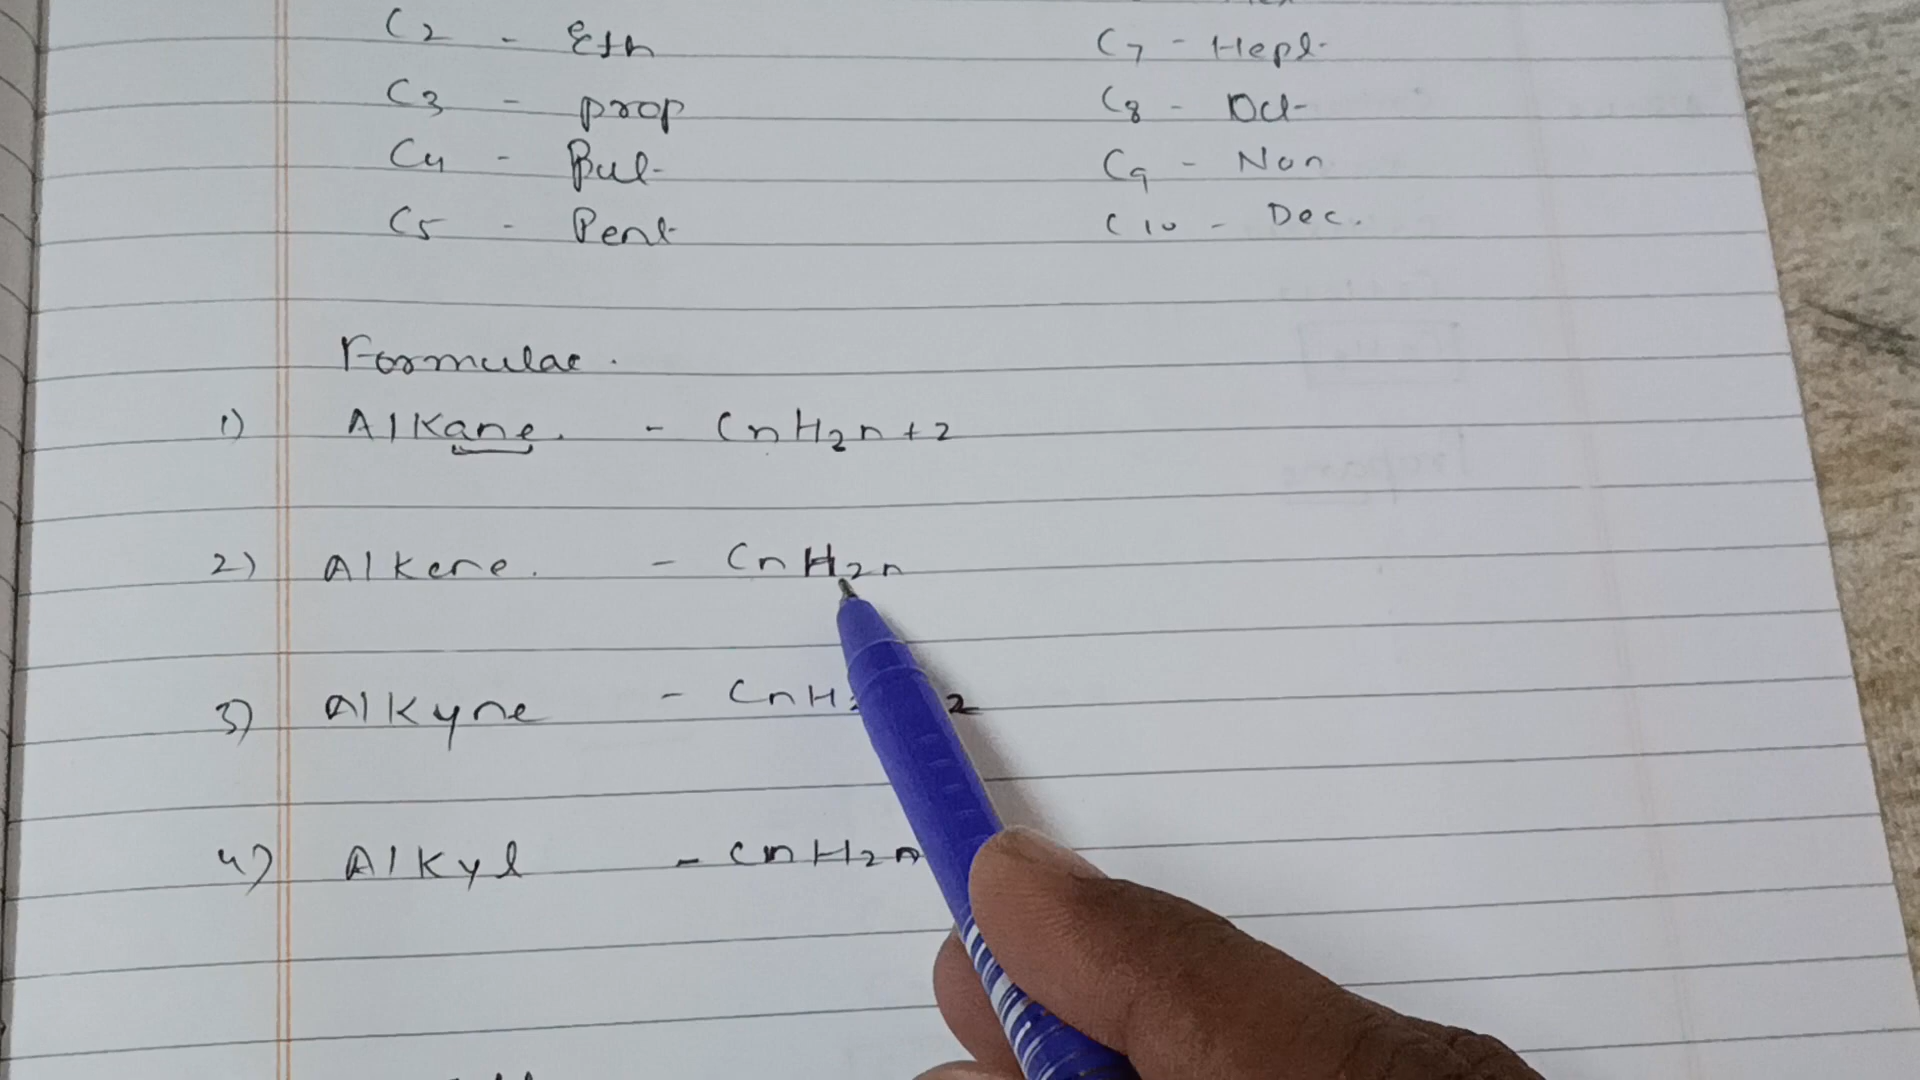 C2 - Eth
C7 - Hept
C3 - prop
C8 - Oct
C4 - But
C9 - Non
C5 - Pent
C10 - Dec.
Formulae.
1) Alkane. - CnH2n+2
2) Alkene. - CnH2n
3) Alkyne - CnH 2
4) Alkyl - CnH2n